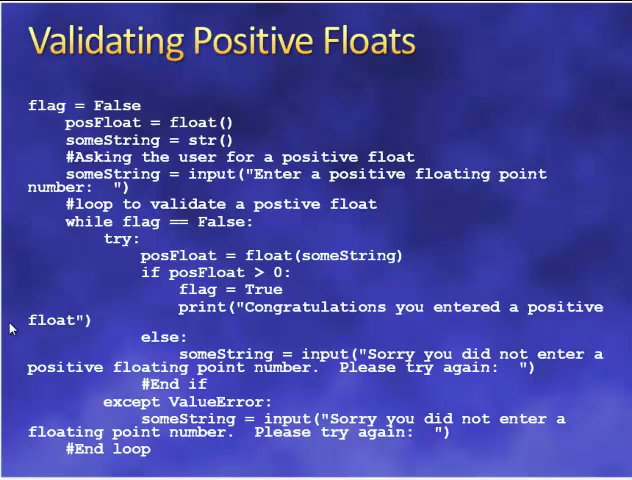 Validating Positive Floats
flag = False
posFloat = float()
someString = str()
#Asking the user for a positive float
someString = input("Enter a positive floating point
number:  ")
#loop to validate a postive float
while flag == False:
try:
posFloat = float(someString)
if posFloat > 0:
flag = True
print("Congratulations you entered a positive
float")
else:
someString = input("Sorry you did not enter a
positive floating point number.  Please try again:  ")
#End if
except ValueError:
someString = input("Sorry you did not enter a
floating point number.  Please try again:  ")
#End loop